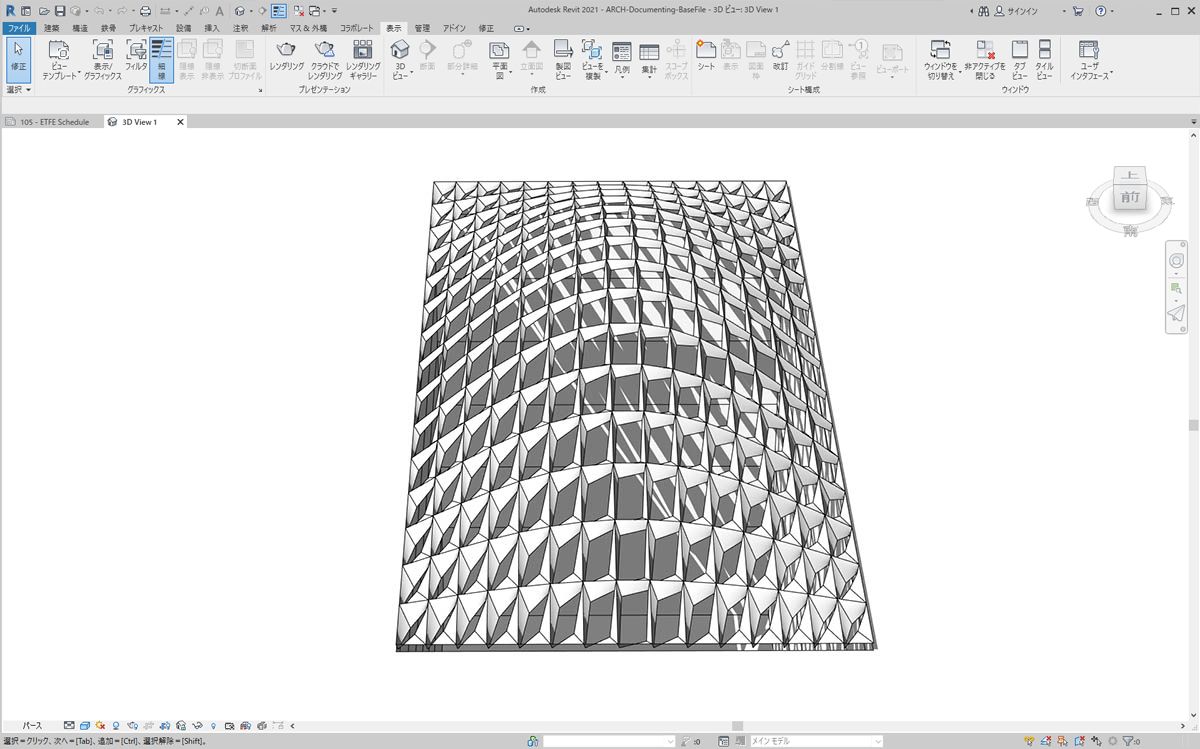 Autodesk Revit 2021 - ARCH-Documenting-BaseFile - 3D ビュー: 3D View 1
サインイン
ファイル 建築 構造 鉄骨 プレキャスト 設備 挿入 注釈 解析 マス & 外構 コラボレート 表示 管理 アドイン 修正
修正
ビュー テンプレート
表示/ グラフィックス
フィルタ
細線
隠線 表示
隠線 非表示
切断面 プロファイル
レンダリング
クラウドで レンダリング
レンダリング ギャラリー
3D ビュー
断面
部分詳細
平面図
立面図
製図 ビュー
ビューを 複製
凡例
集計
スコープ ボックス
シート
表示
図面枠
改訂
ガイド グリッド
分割線
ビュー 参照
ビューポート
ウィンドウを 切り替え
非アクティブを 閉じる
タブ ビュー
タイル ビュー
ユーザ インタフェース
選択 グラフィックス プレゼンテーション 作成 シート構成 ウィンドウ
105 - ETFE Schedule
3D View 1
上
前
南
パース
選択=クリック、次へ=[Tab]、追加=[Ctrl]、選択解除=[Shift]。
:0
メイン モデル
:0